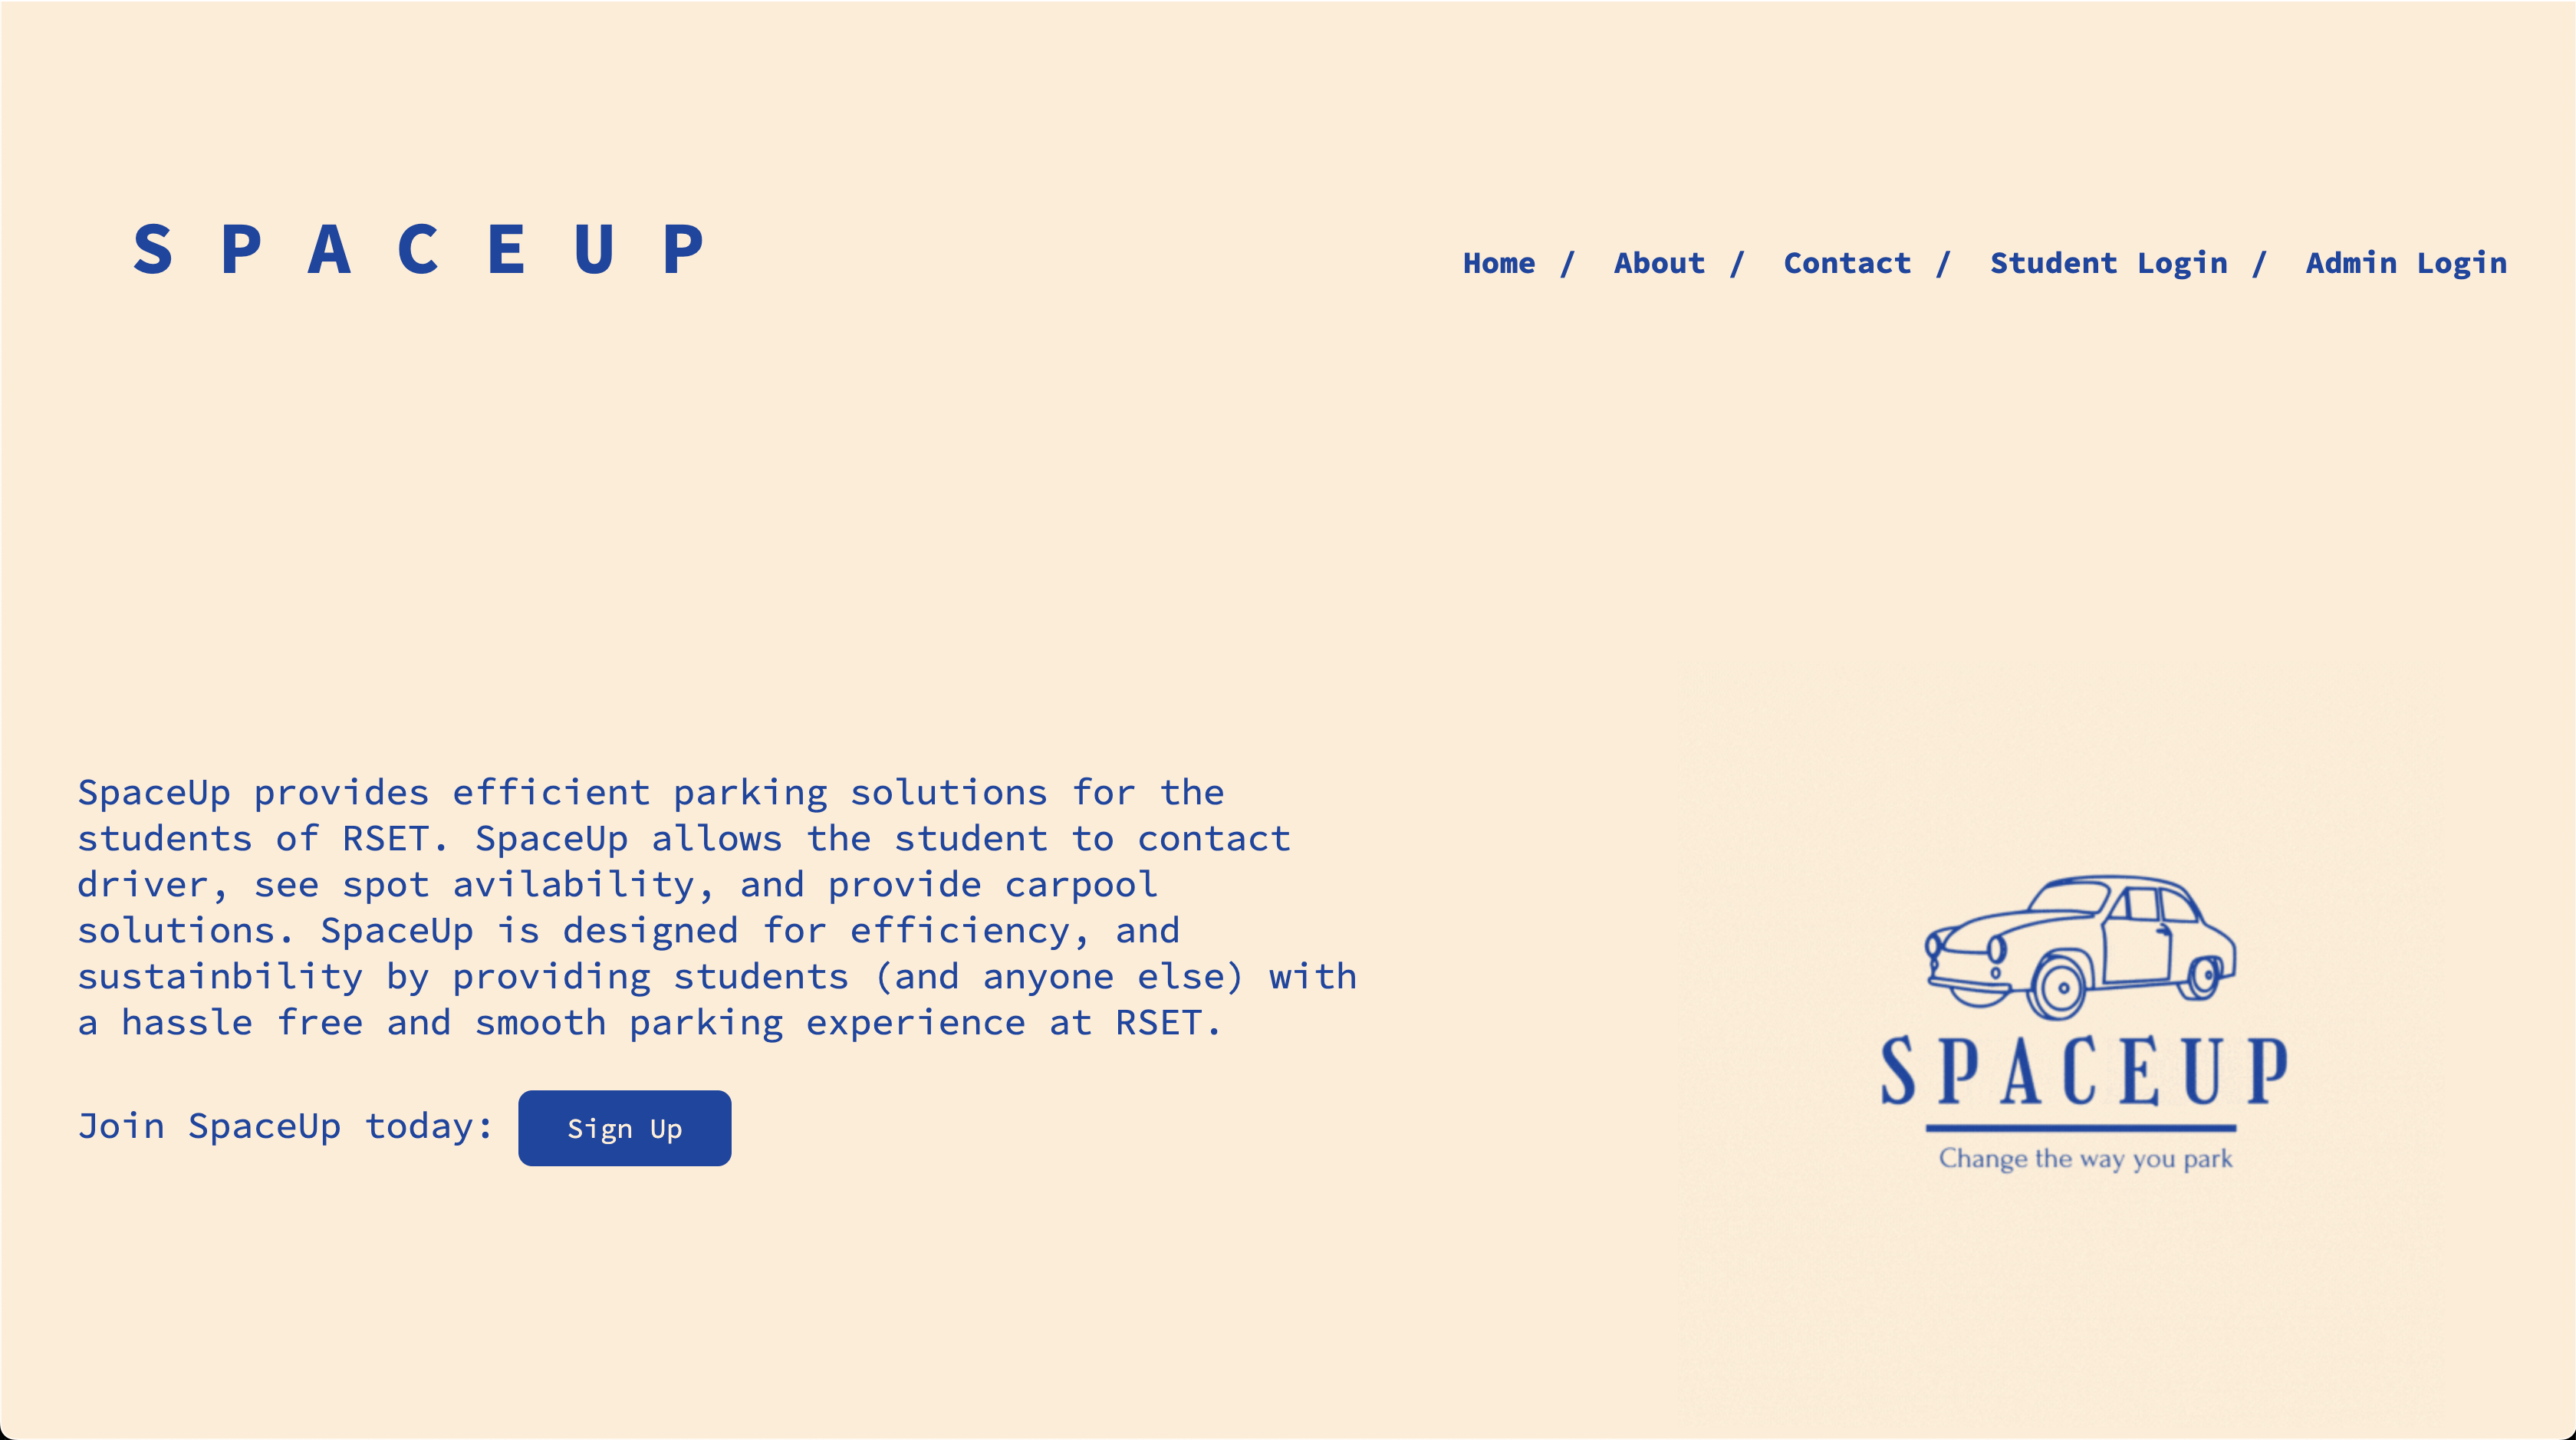 S P A C E U P
Home / About / Contact / Student Login / Admin Login
SpaceUp provides efficient parking solutions for the
students of RSET. SpaceUp allows the student to contact
driver, see spot avilability, and provide carpool
solutions. SpaceUp is designed for efficiency, and
sustainbility by providing students (and anyone else) with
a hassle free and smooth parking experience at RSET.
Join SpaceUp today: Sign Up
SPACEUP
Change the way you park